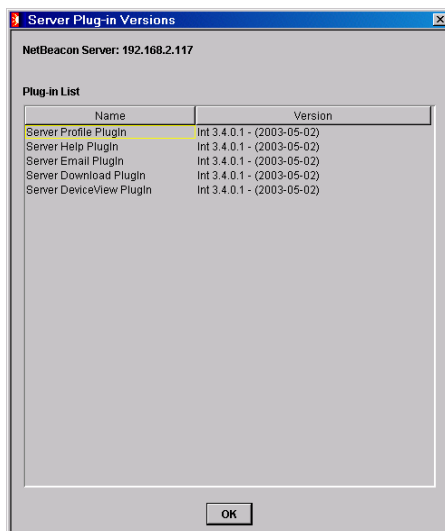 Server Plug-in Versions
NetBeacon Server: 192.168.2.117
Plug-in List
Name Version
Server Profile PlugIn Int 3.4.0.1 - (2003-05-02)
Server Help PlugIn Int 3.4.0.1 - (2003-05-02)
Server Email PlugIn Int 3.4.0.1 - (2003-05-02)
Server Download PlugIn Int 3.4.0.1 - (2003-05-02)
Server DeviceView PlugIn Int 3.4.0.1 - (2003-05-02)
OK